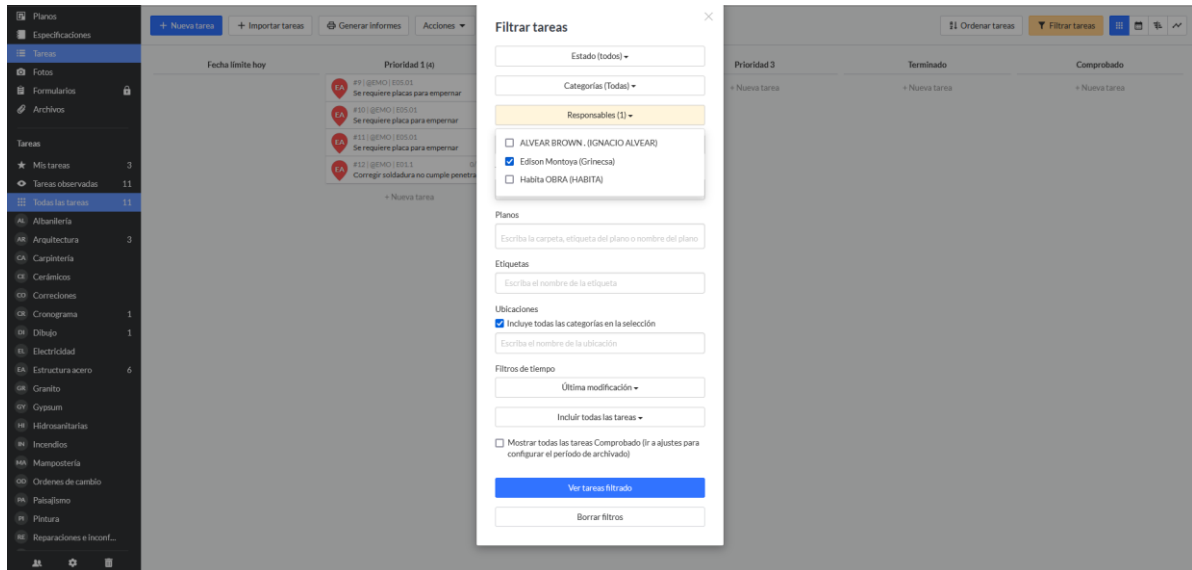 Planos
Especificaciones
Tareas
Fotos
Formularios
Archivos
Tareas
Mis tareas 3
Tareas observadas 11
Todas las tareas 11
AL Albañilería
AR Arquitectura 3
CA Carpintería
CE Cerámicos
CO Correciones
CR Cronograma 1
DI Dibujo 1
EL Electricidad
EA Estructura acero 6
GR Granito
GY Gypsum
HI Hidrosanitarias
IN Incendios
MA Mampostería
OD Ordenes de cambio
PA Paisajismo
PI Pintura
RE Reparaciones e inconf...
+ Nueva tarea + Importar tareas Generar informes Acciones
Ordenar tareas Filtrar tareas
Fecha límite hoy
Prioridad 1 (4)
EA #9 | @EMO | E05.01
Se requiere placas para empernar
EA #10 | @EMO | E05.01
Se requiere placa para empernar
EA #11 | @EMO | E05.01
Se requiere placa para empernar
EA #12 | @EMO | E01.1
Corregir soldadura no cumple penetra
+ Nueva tarea
Filtrar tareas
Estado (todos)
Categorías (Todas)
Responsables (1)
ALVEAR BROWN . (IGNACIO ALVEAR)
Edison Montoya (Grinecsa)
Habita OBRA (HABITA)
Planos
Escriba la carpeta, etiqueta del plano o nombre del plano
Etiquetas
Escriba el nombre de la etiqueta
Ubicaciones
Incluye todas las categorías en la selección
Escriba el nombre de la ubicación
Filtros de tiempo
Última modificación
Incluir todas las tareas
Mostrar todas las tareas Comprobado (ir a ajustes para
configurar el período de archivado)
Ver tareas filtrado
Borrar filtros
Prioridad 3
+ Nueva tarea
Terminado
+ Nueva tarea
Comprobado
+ Nueva tarea